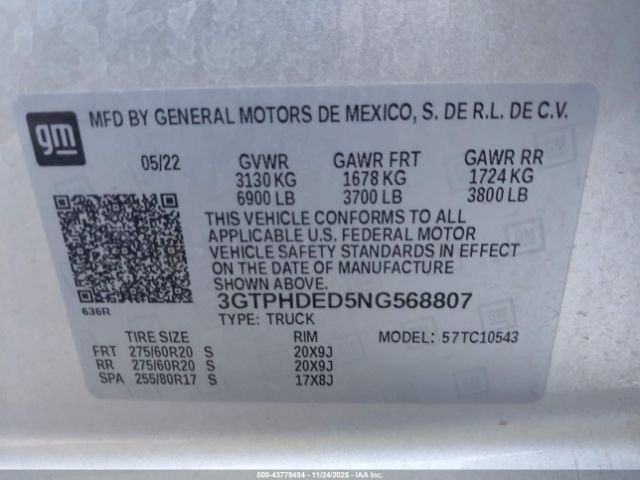 gm
MFD BY GENERAL MOTORS DE MEXICO, S. DE R.L. DE C.V.
05/22 GVWR GAWR FRT GAWR RR
3130 KG 1678 KG 1724 KG
6900 LB 3700 LB 3800 LB
THIS VEHICLE CONFORMS TO ALL
APPLICABLE U.S. FEDERAL MOTOR
VEHICLE SAFETY STANDARDS IN EFFECT
ON THE DATE OF MANUFACTURE
SHOWN ABOVE.
636R
3GTPHDED5NG568807
TYPE: TRUCK
TIRE SIZE RIM MODEL: 57TC10543
FRT 275/60R20 S 20X9J
RR 275/60R20 S 20X9J
SPA 255/80R17 S 17X8J
000-43779494 - 11/24/2025 - IAAI